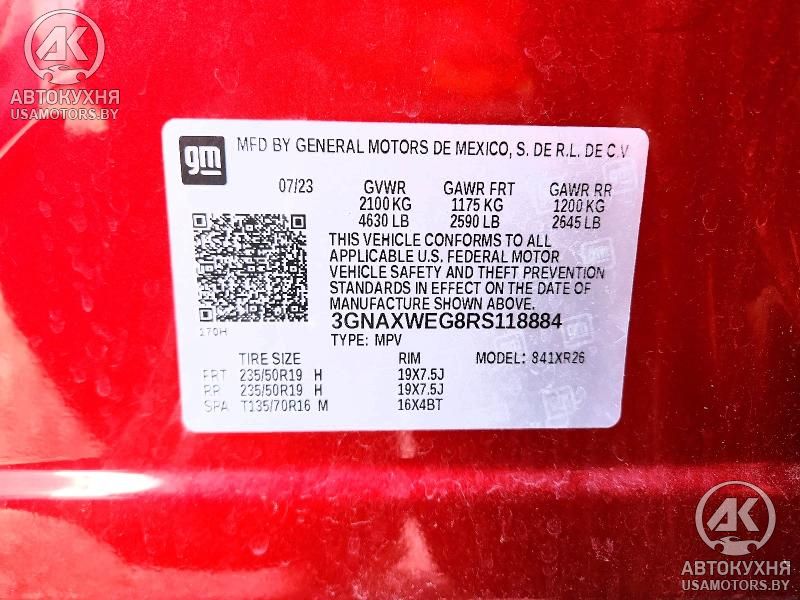 AK
АВТОКУХНЯ
USAMOTORS.BY
gm
MFD BY GENERAL MOTORS DE MEXICO, S. DE R.L. DE C.V
07/23 GVWR GAWR FRT GAWR RR
2100 KG 1175 KG 1200 KG
4630 LB 2590 LB 2645 LB
THIS VEHICLE CONFORMS TO ALL
APPLICABLE U.S. FEDERAL MOTOR
VEHICLE SAFETY AND THEFT PREVENTION
STANDARDS IN EFFECT ON THE DATE OF
MANUFACTURE SHOWN ABOVE.
170H 3GNAXWEG8RS118884
TYPE: MPV
TIRE SIZE RIM MODEL: 841XR26
FRT 235/50R19 H 19X7.5J
RR 235/50R19 H 19X7.5J
SPA T135/70R16 M 16X4BT
AK
АВТОКУХНЯ
USAMOTORS.BY